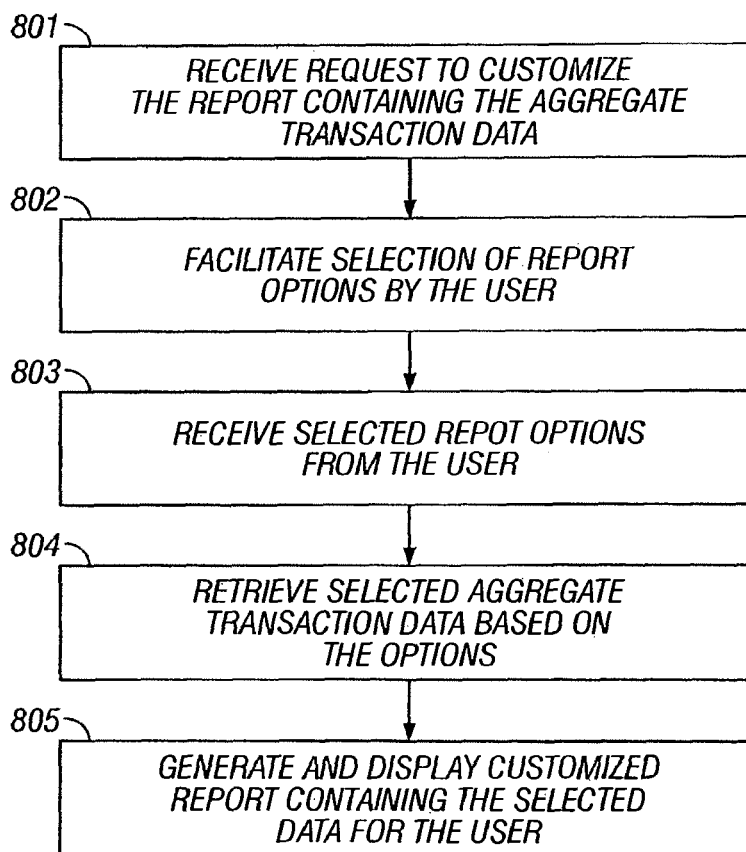 801
RECEIVE REQUEST TO CUSTOMIZE
THE REPORT CONTAINING THE AGGREGATE
TRANSACTION DATA
802
FACILITATE SELECTION OF REPORT
OPTIONS BY THE USER
803
RECEIVE SELECTED REPOT OPTIONS
FROM THE USER
804
RETRIEVE SELECTED AGGREGATE
TRANSACTION DATA BASED ON
THE OPTIONS
805
GENERATE AND DISPLAY CUSTOMIZED
REPORT CONTAINING THE SELECTED
DATA FOR THE USER